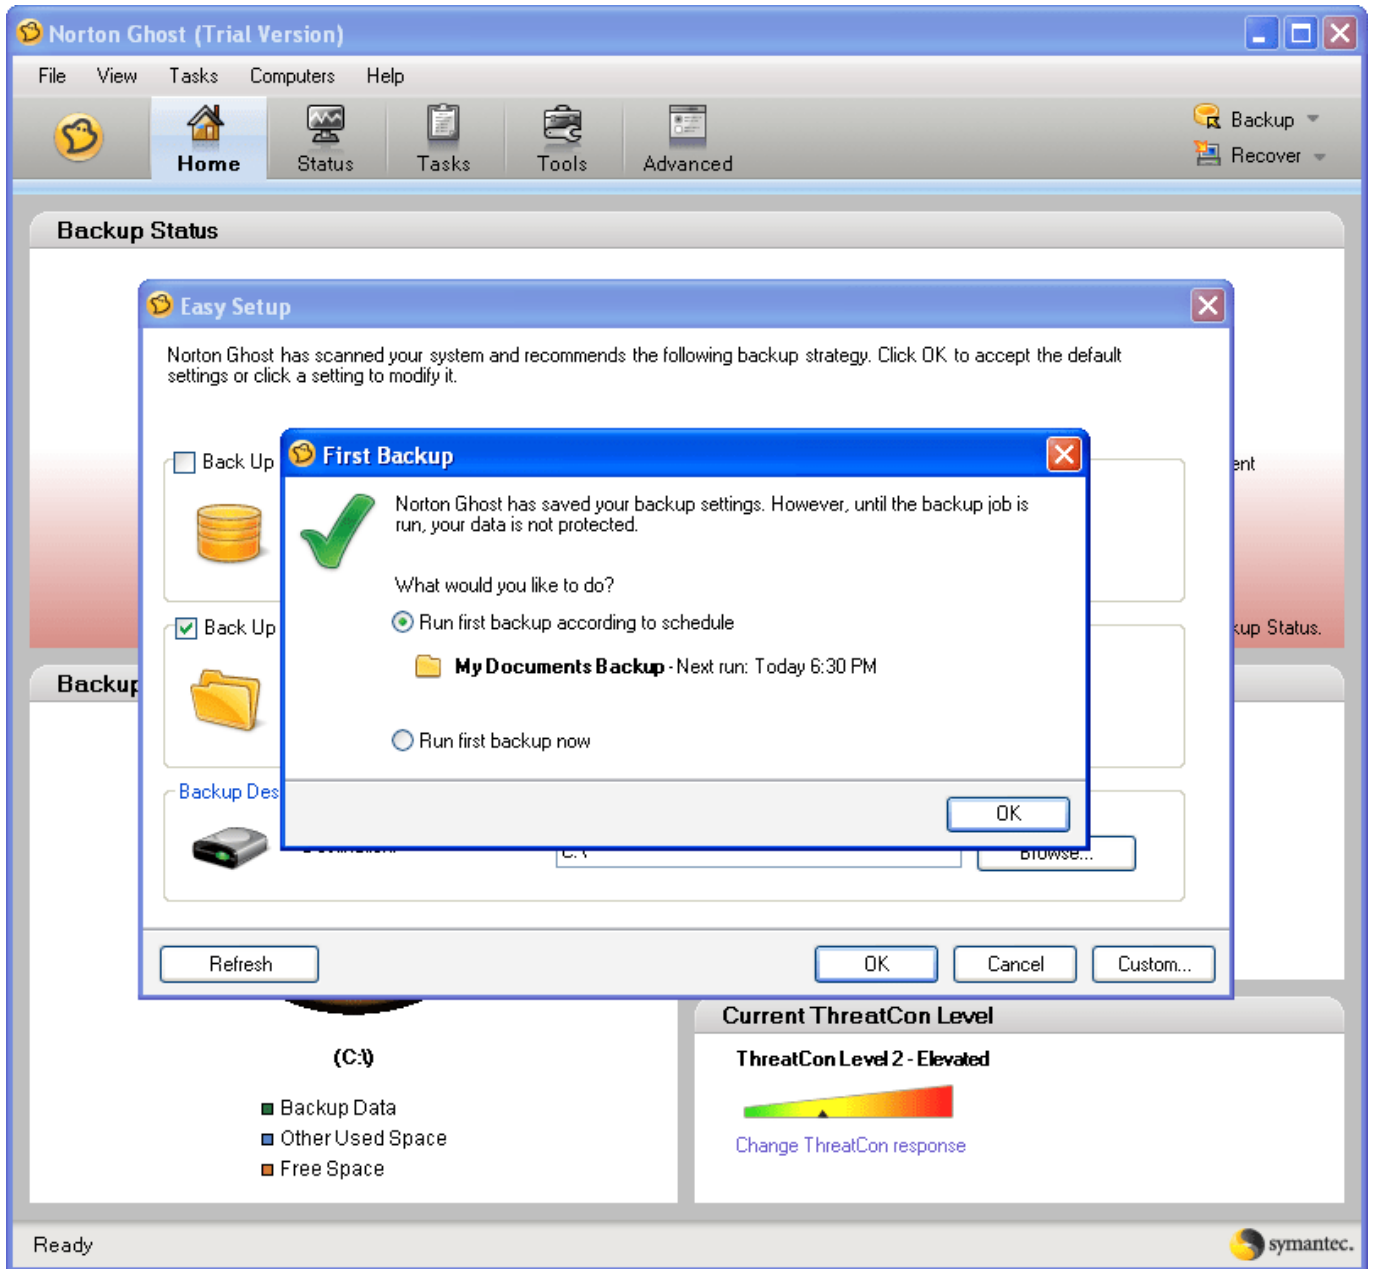 Norton Ghost (Trial Version)
File View Tasks Computers Help
Home Status Tasks Tools Advanced
Backup
Recover
Backup Status
Easy Setup
Norton Ghost has scanned your system and recommends the following backup strategy. Click OK to accept the default
settings or click a setting to modify it.
Back Up
First Backup
Norton Ghost has saved your backup settings. However, until the backup job is
run, your data is not protected.
What would you like to do?
Run first backup according to schedule
My Documents Backup - Next run: Today 6:30 PM
Run first backup now
OK
ent
Back Up
kup Status.
Backup
Backup Des
C:\
Browse...
Refresh OK Cancel Custom...
(C:\)
Backup Data
Other Used Space
Free Space
Current ThreatCon Level
ThreatCon Level 2 - Elevated
Change ThreatCon response
Ready
symantec.